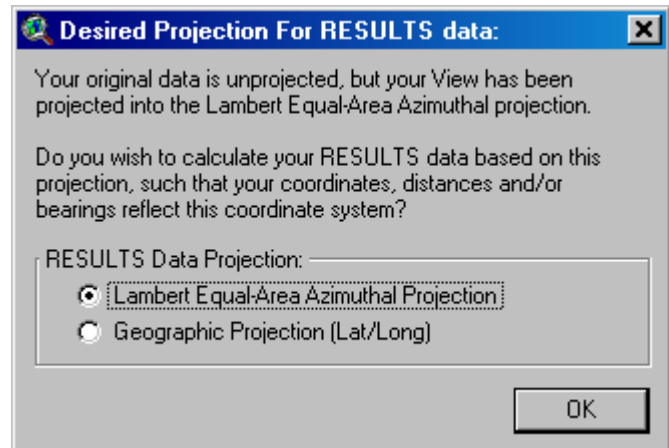 Desired Projection For RESULTS data:
Your original data is unprojected, but your View has been
projected into the Lambert Equal-Area Azimuthal projection.
Do you wish to calculate your RESULTS data based on this
projection, such that your coordinates, distances and/or
bearings reflect this coordinate system?
RESULTS Data Projection:
Lambert Equal-Area Azimuthal Projection
Geographic Projection (Lat/Long)
OK